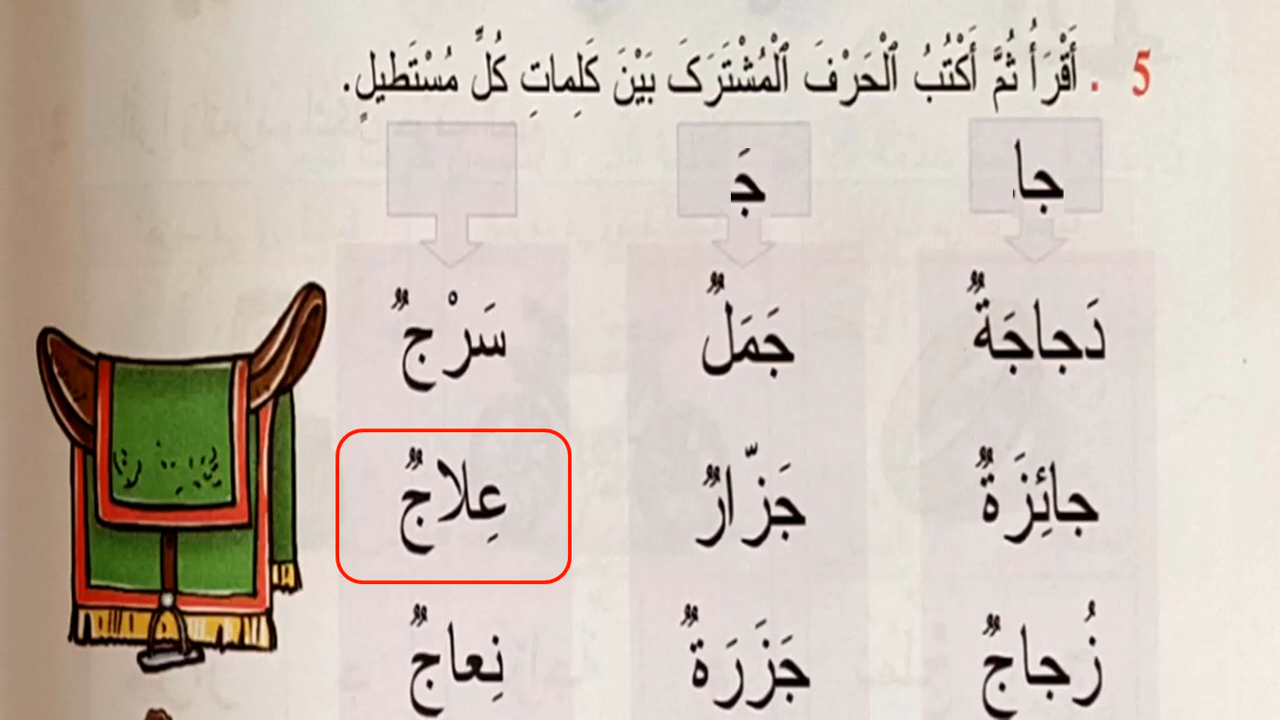 5 . أَقْرَأُ ثُمَّ أَكْتُبُ ٱلْحَرْفَ ٱلْمُشْتَرَكَ بَيْنَ كَلِماتِ كُلِّ مُسْتَطيلٍ.
جا جَ
دَجاجَةٌ جَمَلٌ سَرْجٌ
جائِزَةٌ جَزّارٌ عِلاجٌ
زُجاجٌ جَزَرَةٌ نِعاجٌ